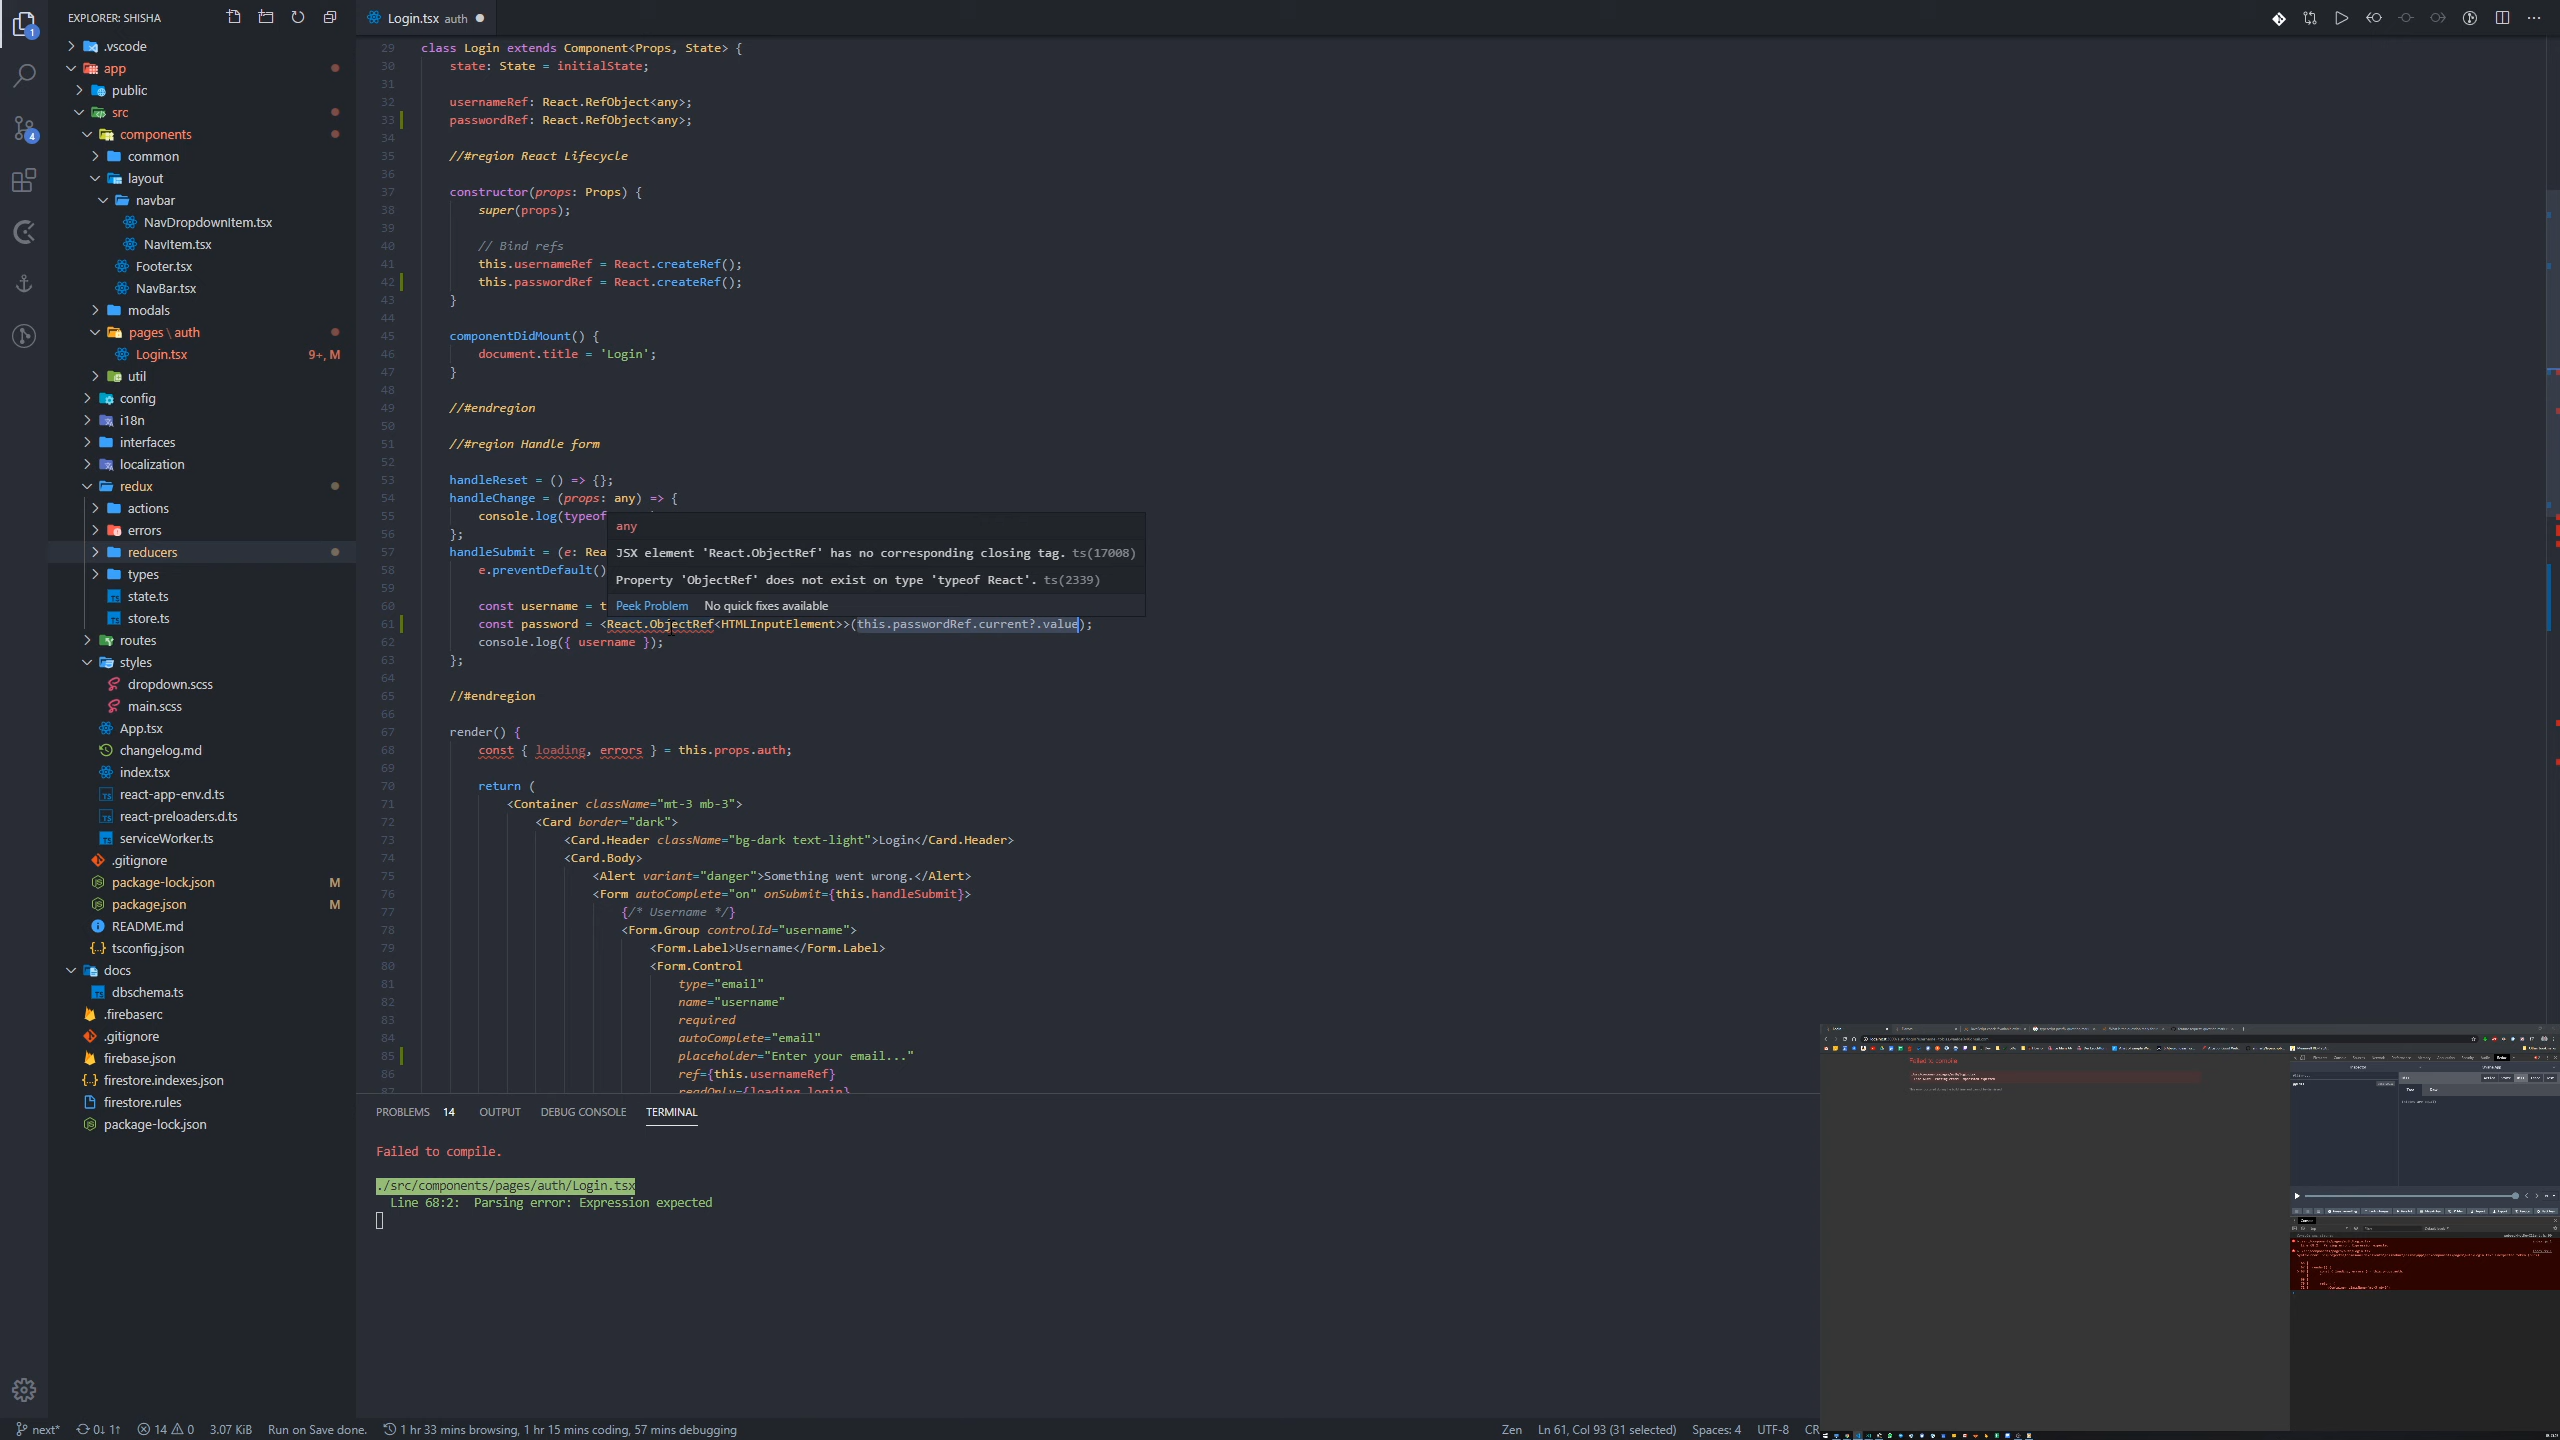 EXPLORER: SHISHA
1
4
.vscode
app
public
src
components
common
layout
navbar
NavDropdownItem.tsx
NavItem.tsx
Footer.tsx
NavBar.tsx
modals
pages \ auth
Login.tsx 9+, M
util
config
i18n
interfaces
localization
redux
actions
errors
reducers
types
state.ts
store.ts
routes
styles
dropdown.scss
main.scss
App.tsx
changelog.md
index.tsx
react-app-env.d.ts
react-preloaders.d.ts
serviceWorker.ts
.gitignore
package-lock.json M
package.json M
README.md
tsconfig.json
docs
dbschema.ts
.firebaserc
.gitignore
firebase.json
firestore.indexes.json
firestore.rules
package-lock.json
Login.tsx auth
29 class Login extends Component<Props, State> {
30 state: State = initialState;
31
32 usernameRef: React.RefObject<any>;
33 passwordRef: React.RefObject<any>;
34
35 //#region React Lifecycle
36
37 constructor(props: Props) {
38 super(props);
39
40 // Bind refs
41 this.usernameRef = React.createRef();
42 this.passwordRef = React.createRef();
43 }
44
45 componentDidMount() {
46 document.title = 'Login';
47 }
48
49 //#endregion
50
51 //#region Handle form
52
53 handleReset = () => {};
54 handleChange = (props: any) => {
55 console.log(typeof
56 };
57 handleSubmit = (e: Rea
58 e.preventDefault()
59
60 const username = t
any
JSX element 'React.ObjectRef' has no corresponding closing tag. ts(17008)
Property 'ObjectRef' does not exist on type 'typeof React'. ts(2339)
Peek Problem No quick fixes available
61 const password = <React.ObjectRef<HTMLInputElement>>(this.passwordRef.current?.value);
62 console.log({ username });
63 };
64
65 //#endregion
66
67 render() {
68 const { loading, errors } = this.props.auth;
69
70 return (
71 <Container className="mt-3 mb-3">
72 <Card border="dark">
73 <Card.Header className="bg-dark text-light">Login</Card.Header>
74 <Card.Body>
75 <Alert variant="danger">Something went wrong.</Alert>
76 <Form autoComplete="on" onSubmit={this.handleSubmit}>
77 {/* Username */}
78 <Form.Group controlId="username">
79 <Form.Label>Username</Form.Label>
80 <Form.Control
81 type="email"
82 name="username"
83 required
84 autoComplete="email"
85 placeholder="Enter your email..."
86 ref={this.usernameRef}
87 readOnly={loading.login}
PROBLEMS 14 OUTPUT DEBUG CONSOLE TERMINAL
Failed to compile.
./src/components/pages/auth/Login.tsx
Line 68:2: Parsing error: Expression expected
Failed to compile
next* 0↓ 1↑ 14 0 3.07 KiB Run on Save done. 1 hr 33 mins browsing, 1 hr 15 mins coding, 57 mins debugging
Zen Ln 61, Col 93 (31 selected) Spaces: 4 UTF-8 CR